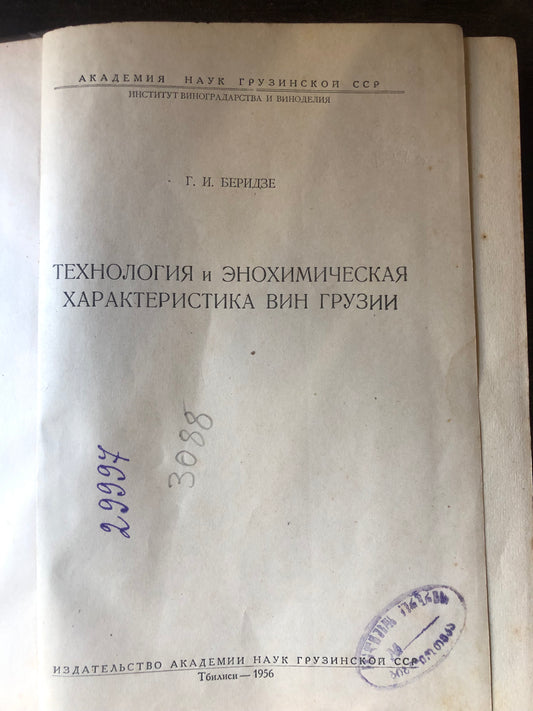 АКАДЕМИЯ НАУК ГРУЗИНСКОЙ ССР
ИНСТИТУТ ВИНОГРАДАРСТВА И ВИНОДЕЛИЯ
Г. И. БЕРИДЗЕ
ТЕХНОЛОГИЯ и ЭНОХИМИЧЕСКАЯ
ХАРАКТЕРИСТИКА ВИН ГРУЗИИ
29997
3088
ИЗДАТЕЛЬСТВО АКАДЕМИИ НАУК ГРУЗИНСКОЙ ССР
Тбилиси — 1956